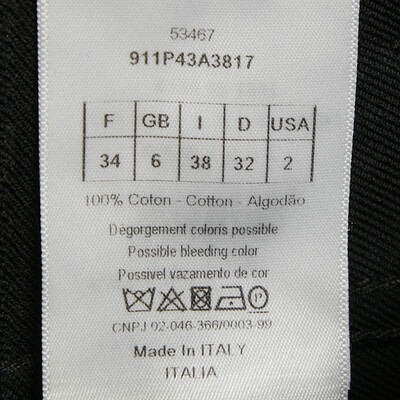 53467
911P43A3817
F GB I D USA
34 6 38 32 2
100% Coton - Cotton - Algodão
Dégorgement coloris possible
Possible bleeding color
Possivel vazamento de cor
P
CNPJ 02-046-366/0003-99
Made In ITALY
ITALIA